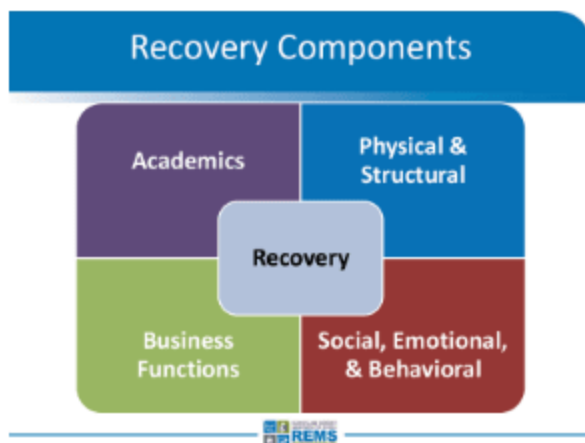 Recovery Components
Academics
Physical &
Structural
Recovery
Business
Functions
Social, Emotional,
& Behavioral
REMS